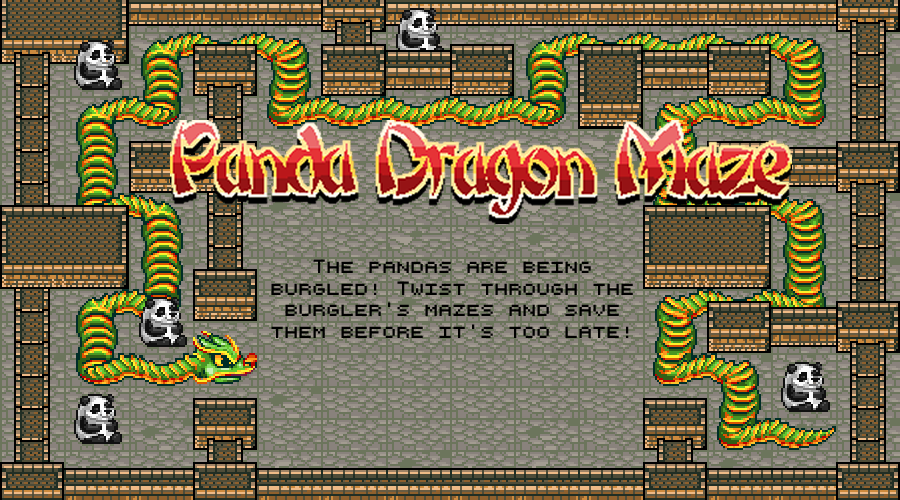 Panda Dragon Maze
The pandas are being
burgled! Twist through the
burgler's mazes and save
them before it's too late!